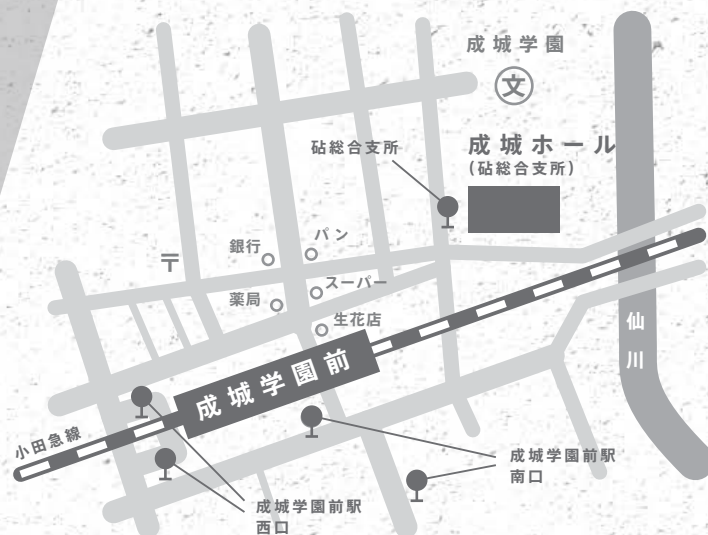 成城学園
文
成城ホール
(砧総合支所)
砧総合支所
パン
銀行
〒
スーパー
薬局
生花店
仙川
成城学園前
小田急線
成城学園前駅
南口
成城学園前駅
西口